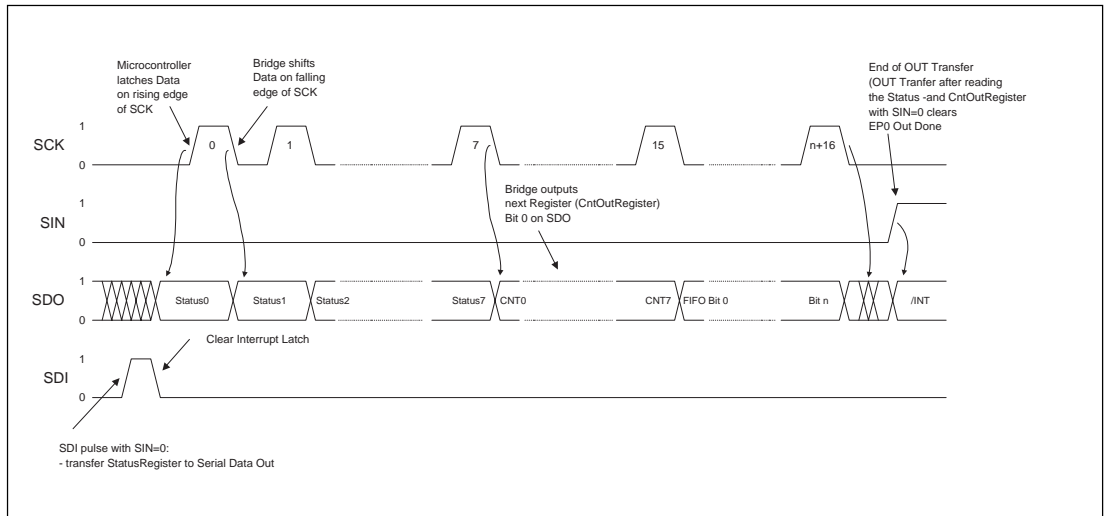 Microcontroller
latches Data
on rising edge
of SCK
Bridge shifts
Data on falling
edge of SCK
End of OUT Transfer
(OUT Tranfer after reading
the Status -and CntOutRegister
with SIN=0 clears
EP0 Out Done
1
SCK
0
0
1
7
15
n+16
Bridge outputs
next Register (CntOutRegister)
Bit 0 on SDO
1
SIN
0
1
SDO
0
Status0
Status1
Status2
Status7
CNT0
CNT7
FIFO Bit 0
Bit n
/INT
Clear Interrupt Latch
1
SDI
0
SDI pulse with SIN=0:
- transfer StatusRegister to Serial Data Out